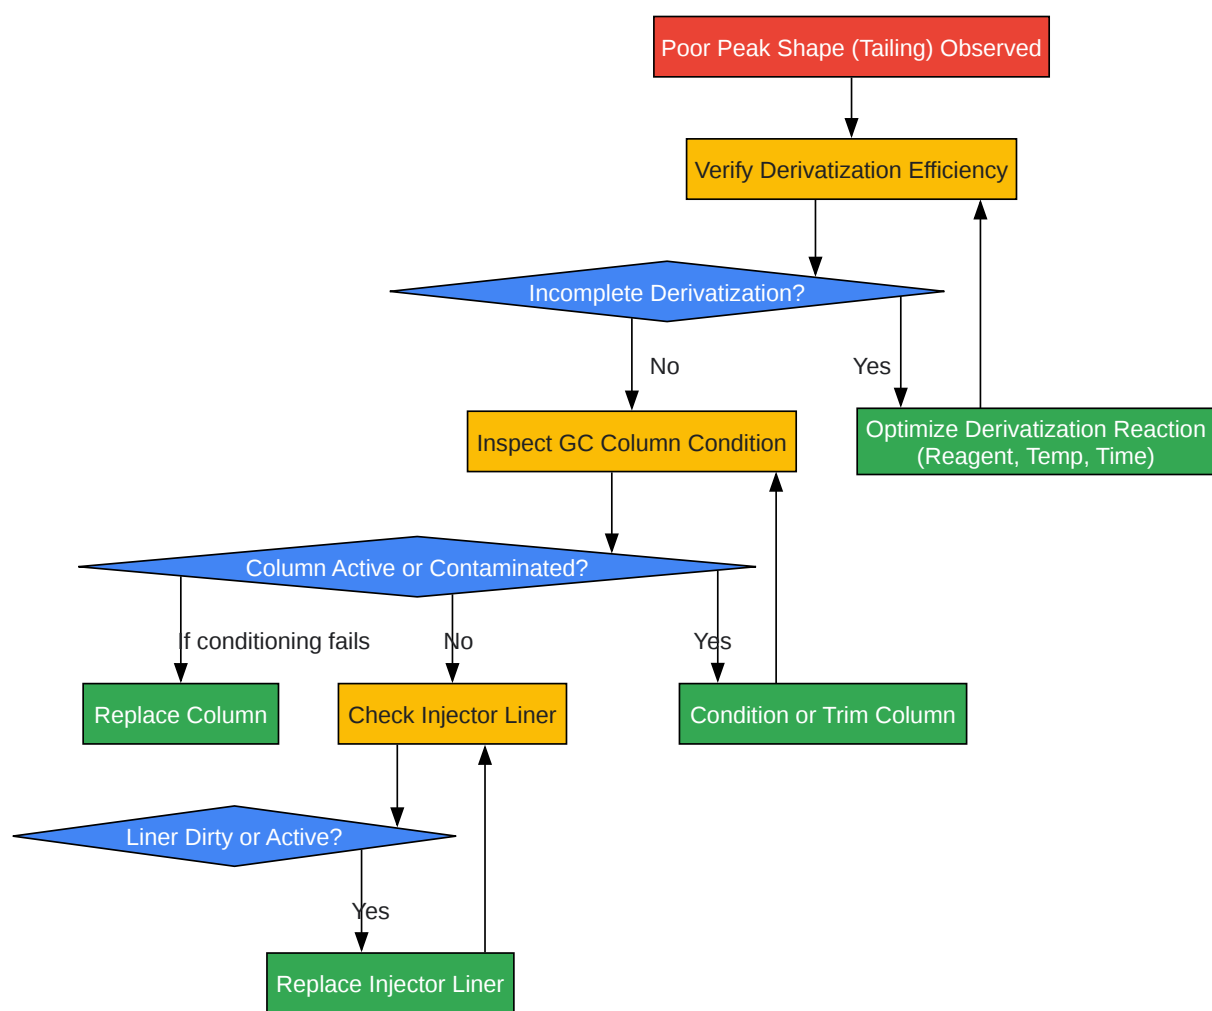 Poor Peak Shape (Tailing) Observed
Verify Derivatization Efficiency
Incomplete Derivatization?
No
Yes
Optimize Derivatization Reaction
(Reagent, Temp, Time)
Inspect GC Column Condition
Column Active or Contaminated?
If conditioning fails
No
Yes
Replace Column
Check Injector Liner
Condition or Trim Column
Liner Dirty or Active?
Yes
Replace Injector Liner